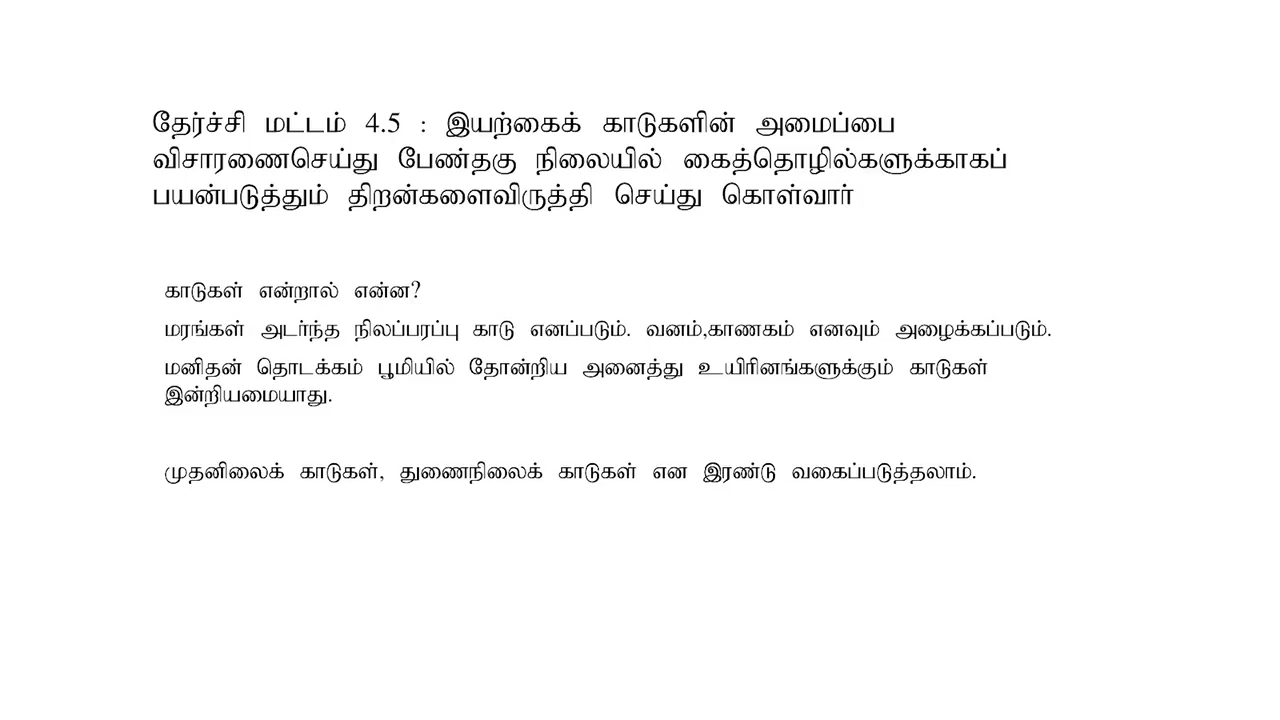 தேர்ச்சி மட்டம் 4.5 : இயற்கைக் காடுகளின் அமைப்பை
விசாரணைசெய்து பேண்தகு நிலையில் கைத்தொழில்களுக்காகப்
பயன்படுத்தும் திறன்களைவிருத்தி செய்து கொள்வார்
காடுகள் என்றால் என்ன?
மரங்கள் அடர்ந்த நிலப்பரப்பு காடு எனப்படும். வனம்,காணகம் எனவும் அழைக்கப்படும்.
மனிதன் தொடக்கம் பூமியில் தோன்றிய அனைத்து உயிரினங்களுக்கும் காடுகள்
இன்றியமையாது.
முதனிலைக் காடுகள், துணைநிலைக் காடுகள் என இரண்டு வகைப்படுத்தலாம்.